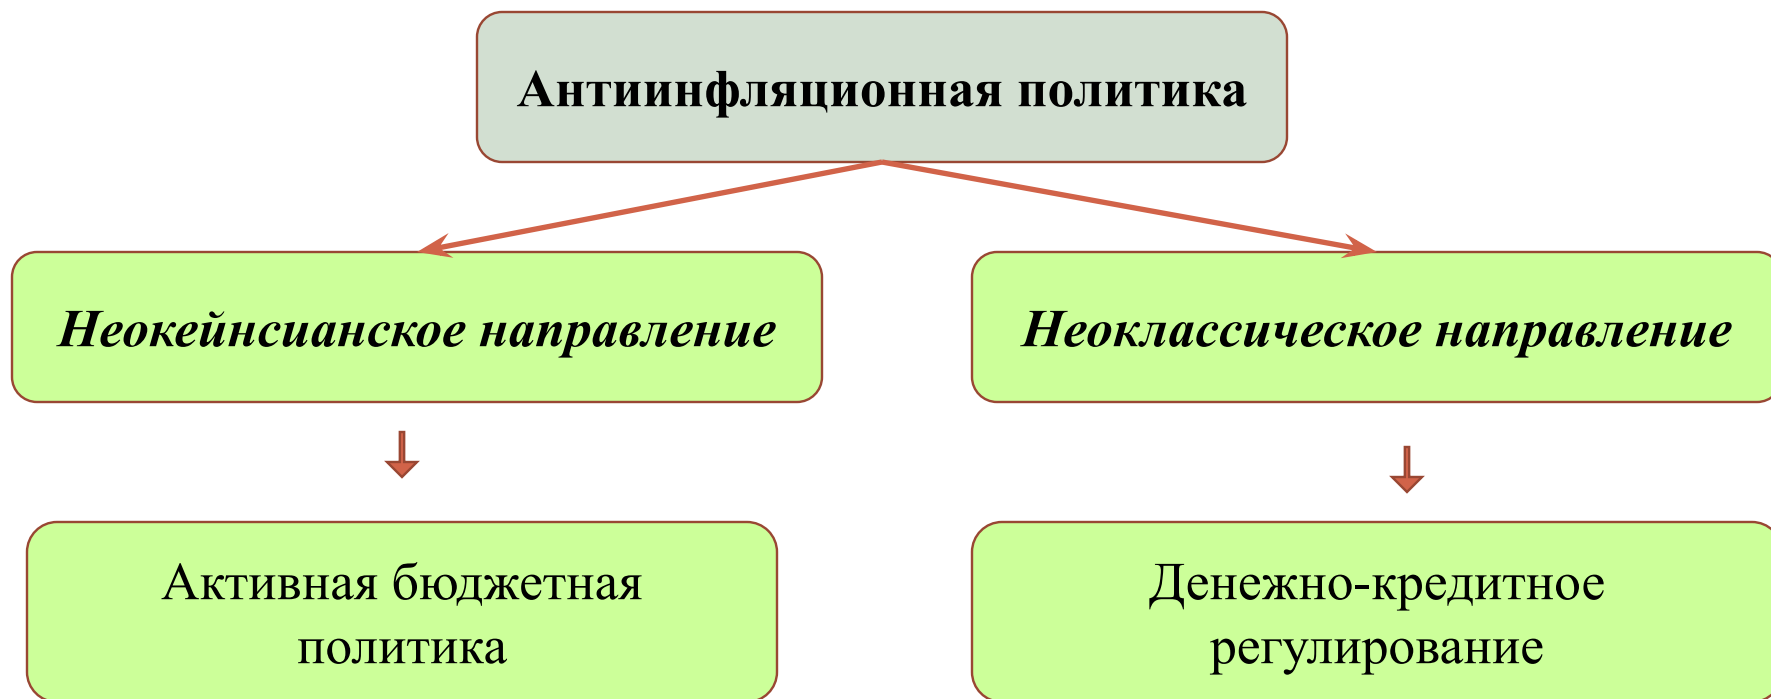 Антиинфляционная политика
Неокейнсианское направление
Неоклассическое направление
Активная бюджетная
политика
Денежно-кредитное
регулирование